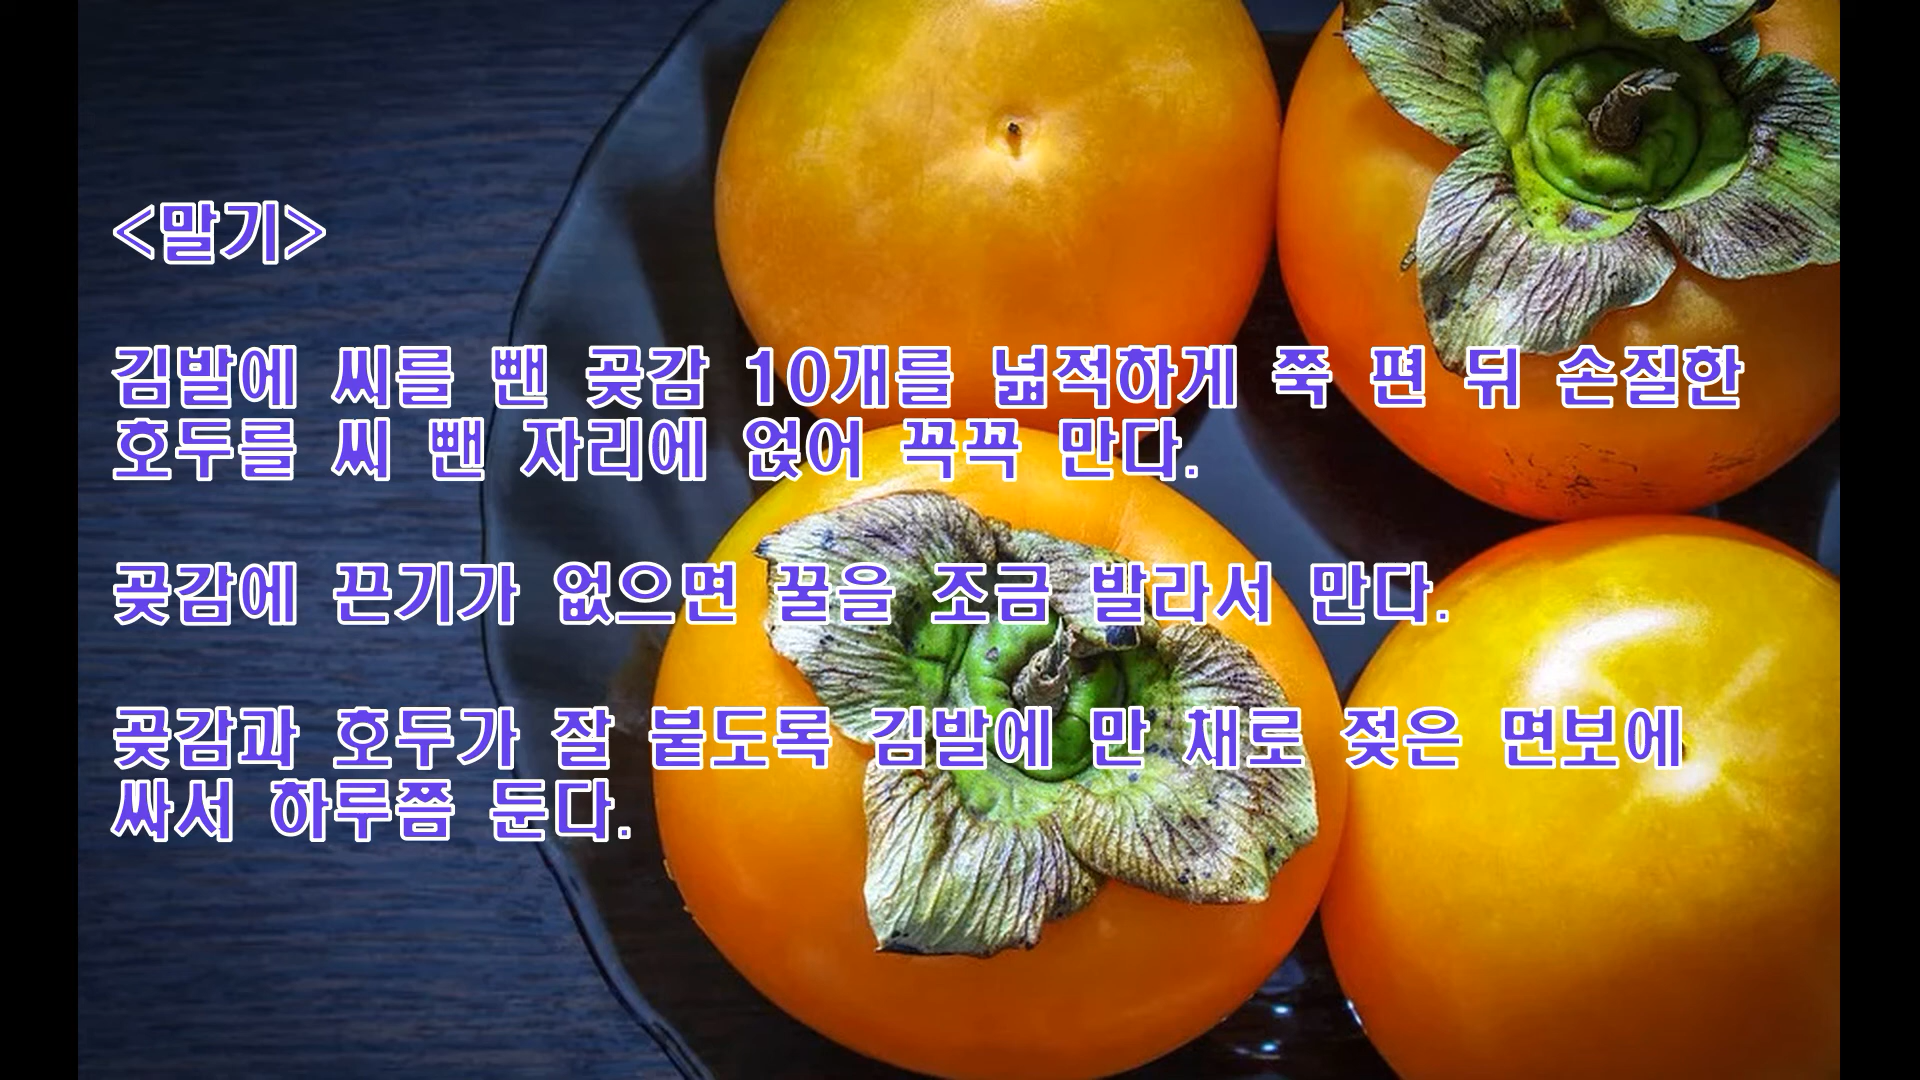 <말기>
김발에 씨를 뺀 곶감 10개를 넓적하게 쭉 편 뒤 손질한
호두를 씨 뺀 자리에 얹어 꼭꼭 만다.
곶감에 끈기가 없으면 꿀을 조금 발라서 만다.
곶감과 호두가 잘 붙도록 김발에 만 채로 젖은 면보에
싸서 하루쯤 둔다.